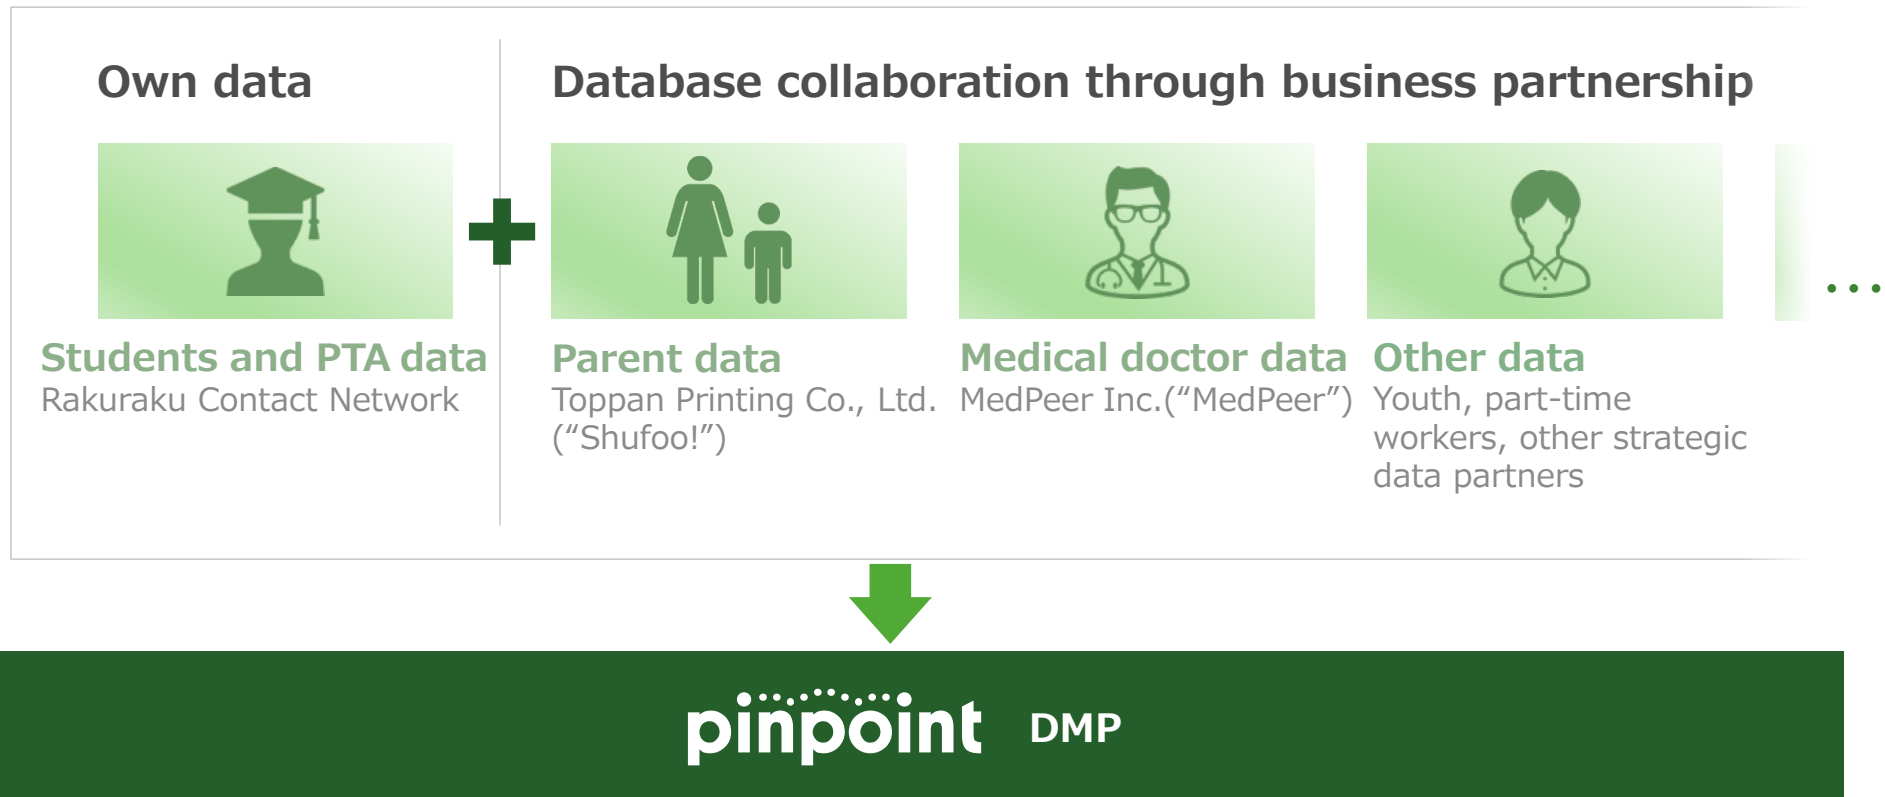 Own data
Database collaboration through business partnership
Students and PTA data
Rakuraku Contact Network
Parent data
Toppan Printing Co., Ltd.
(“Shufoo!”)
Medical doctor data
MedPeer Inc.(“MedPeer”)
Other data
Youth, part-time
workers, other strategic
data partners
...
pinpoint DMP